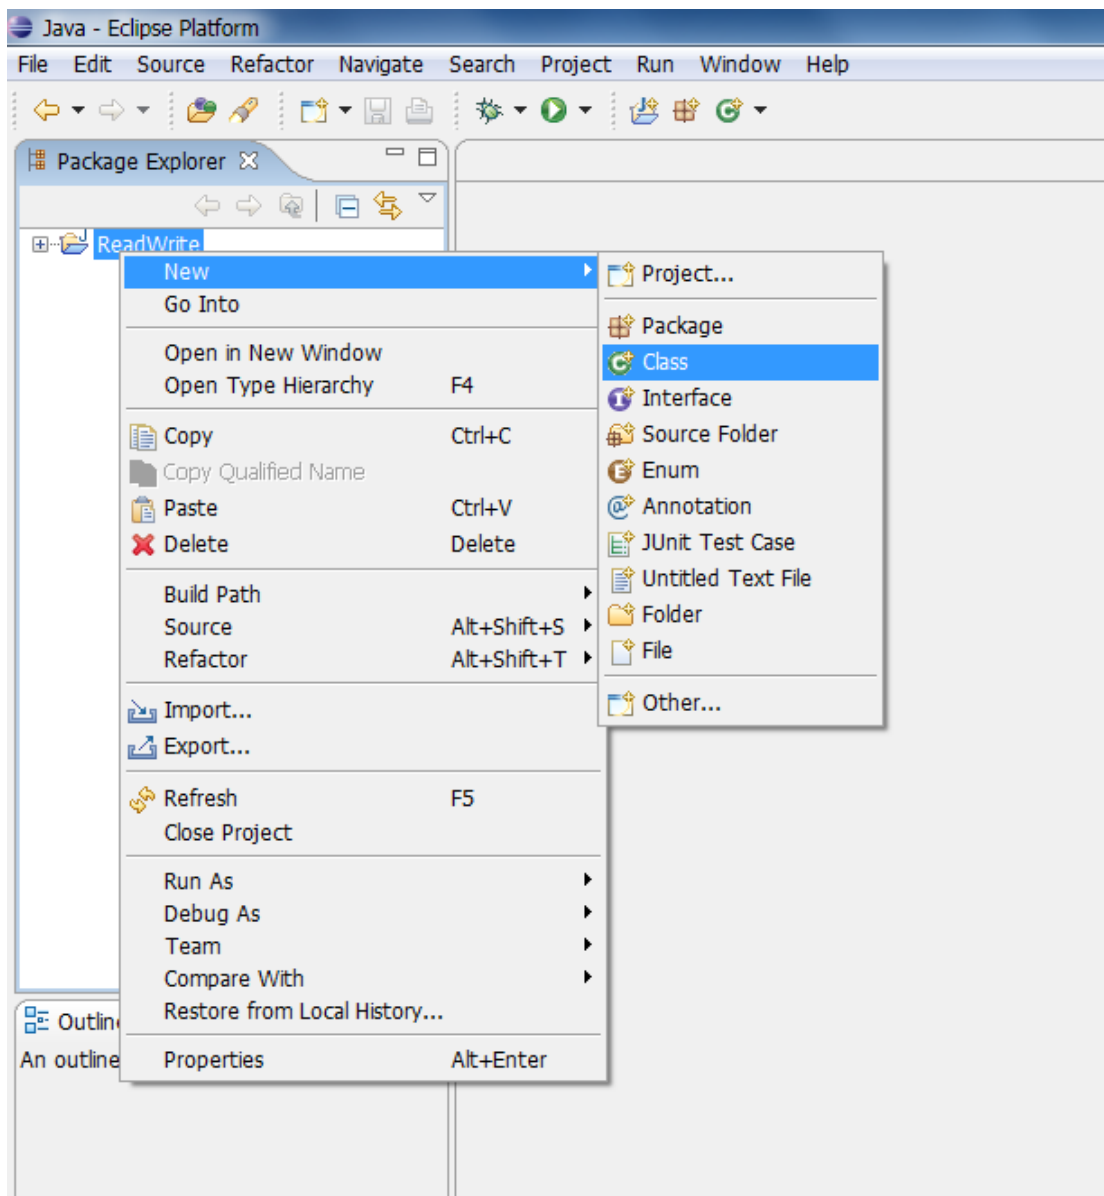 Java - Eclipse Platform
File Edit Source Refactor Navigate Search Project Run Window Help
Package Explorer
ReadWrite
New
Go Into
Open in New Window
Open Type Hierarchy F4
Copy Ctrl+C
Copy Qualified Name
Paste Ctrl+V
Delete Delete
Build Path
Source Alt+Shift+S
Refactor Alt+Shift+T
Import...
Export...
Refresh F5
Close Project
Run As
Debug As
Team
Compare With
Restore from Local History...
Properties Alt+Enter
Project...
Package
Class
Interface
Source Folder
Enum
Annotation
JUnit Test Case
Untitled Text File
Folder
File
Other...
Outlin
An outline